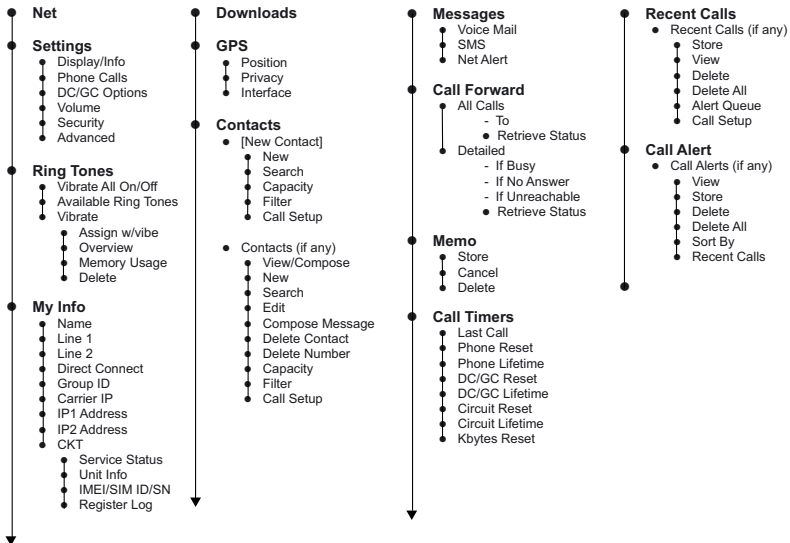 Net
Settings
Display/Info
Phone Calls
DC/GC Options
Volume
Security
Advanced
Ring Tones
Vibrate All On/Off
Available Ring Tones
Vibrate
Assign w/vibe
Overview
Memory Usage
Delete
My Info
Name
Line 1
Line 2
Direct Connect
Group ID
Carrier IP
IP1 Address
IP2 Address
CKT
Service Status
Unit Info
IMEI/SIM ID/SN
Register Log
Downloads
GPS
Position
Privacy
Interface
Contacts
[New Contact]
New
Search
Capacity
Filter
Call Setup
Contacts (if any)
View/Compose
New
Search
Edit
Compose Message
Delete Contact
Delete Number
Capacity
Filter
Call Setup
Messages
Voice Mail
SMS
Net Alert
Call Forward
All Calls
- To
Retrieve Status
Detailed
- If Busy
- If No Answer
- If Unreachable
Retrieve Status
Memo
Store
Cancel
Delete
Call Timers
Last Call
Phone Reset
Phone Lifetime
DC/GC Reset
DC/GC Lifetime
Circuit Reset
Circuit Lifetime
Kbytes Reset
Recent Calls
Recent Calls (if any)
Store
View
Delete
Delete All
Alert Queue
Call Setup
Call Alert
Call Alerts (if any)
View
Store
Delete
Delete All
Sort By
Recent Calls